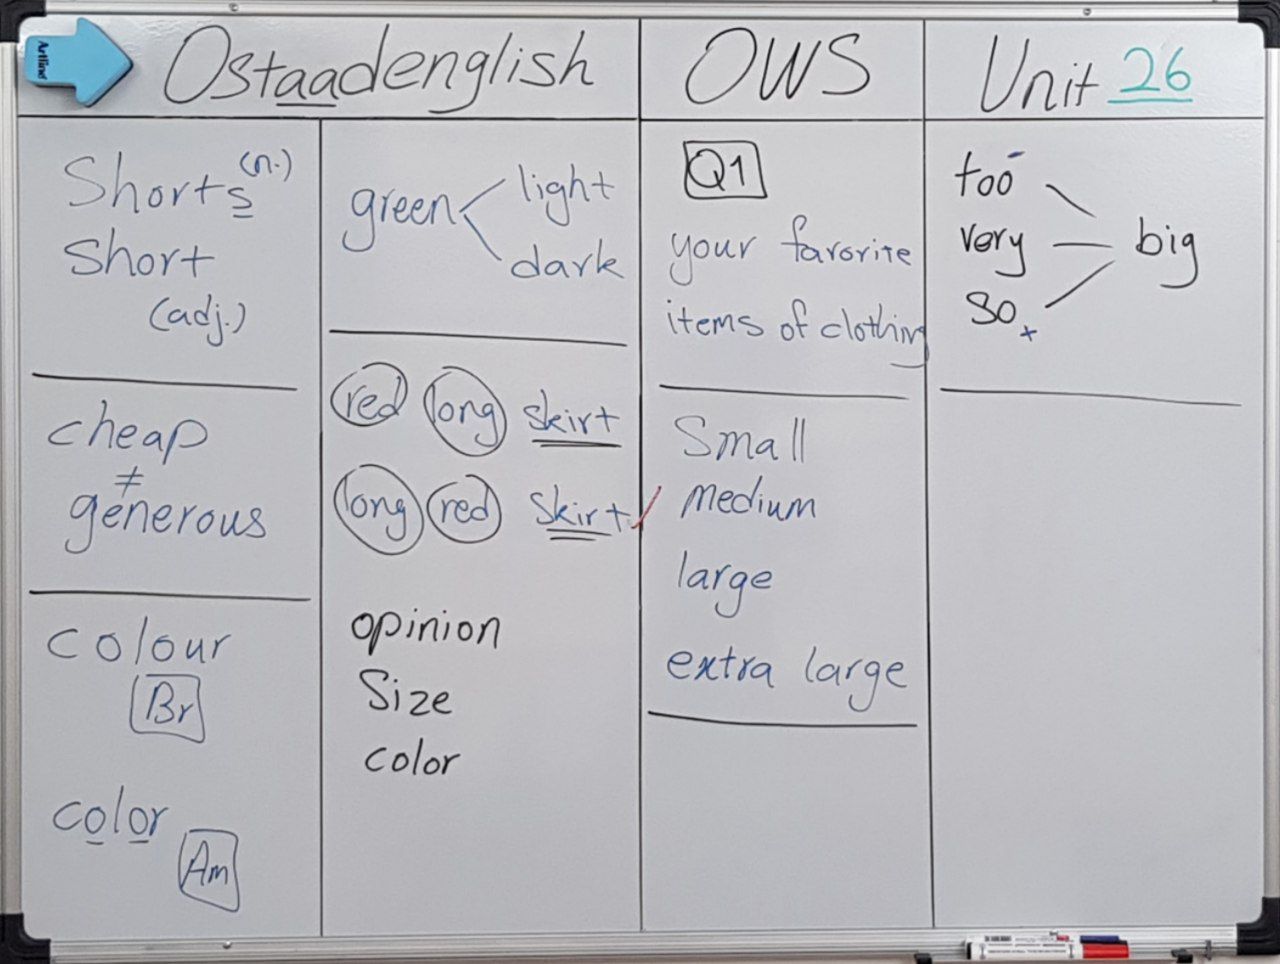 Artline
Ostaadenglish
OWS
Unit 26
Shorts (n.)
Short
(adj.)
cheap
≠
generous
colour
Br
color
Am
green < light
dark
red long skirt
long red skirt ✓
opinion
Size
color
Q1
your favorite
items of clothing
Small
medium
large
extra large
too -
very big
so +